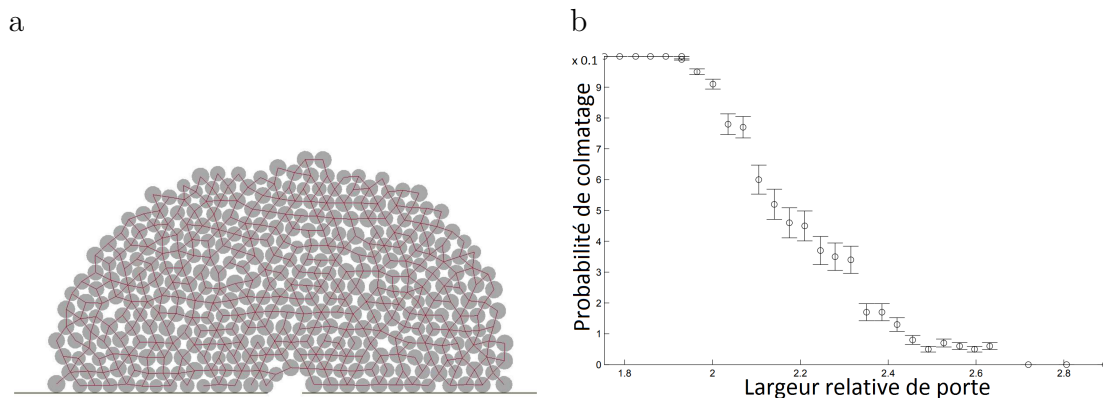 a
b
x 0.1
9
8
7
6
5
4
3
2
1
0
Probabilité de colmatage
1.8 2 2.2 2.4 2.6 2.8
Largeur relative de porte